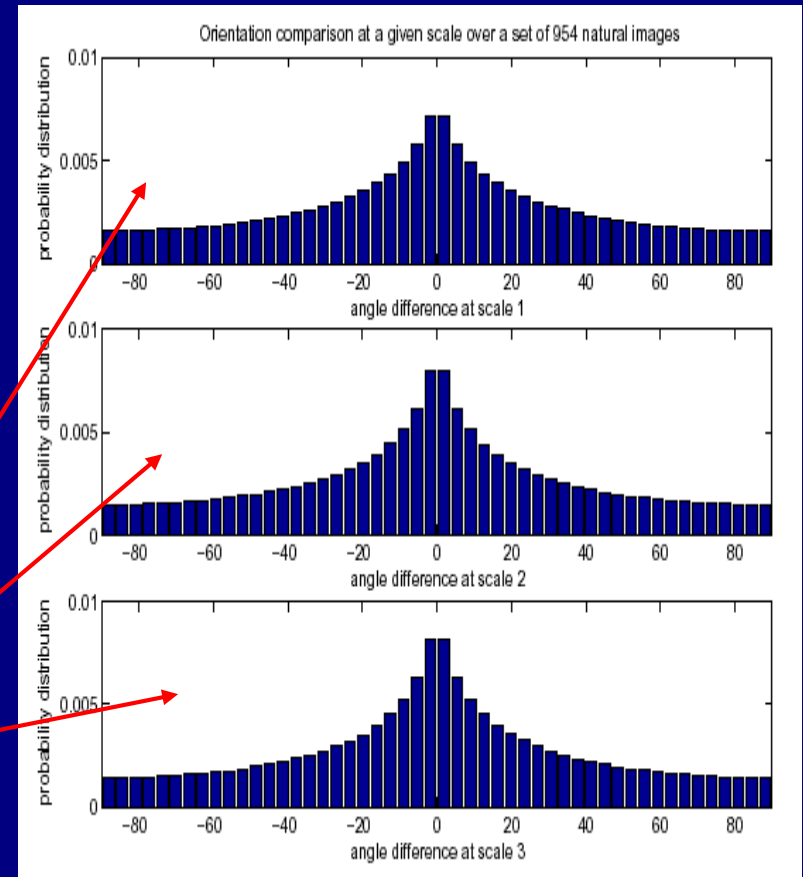 Orientation comparison at a given scale over a set of 954 natural images
probability distribution
0.01
0.005
0
−80 −60 −40 −20 0 20 40 60 80
angle difference at scale 1
probability distribution
0.01
0.005
0
−80 −60 −40 −20 0 20 40 60 80
angle difference at scale 2
probability distribution
0.01
0.005
0
−80 −60 −40 −20 0 20 40 60 80
angle difference at scale 3